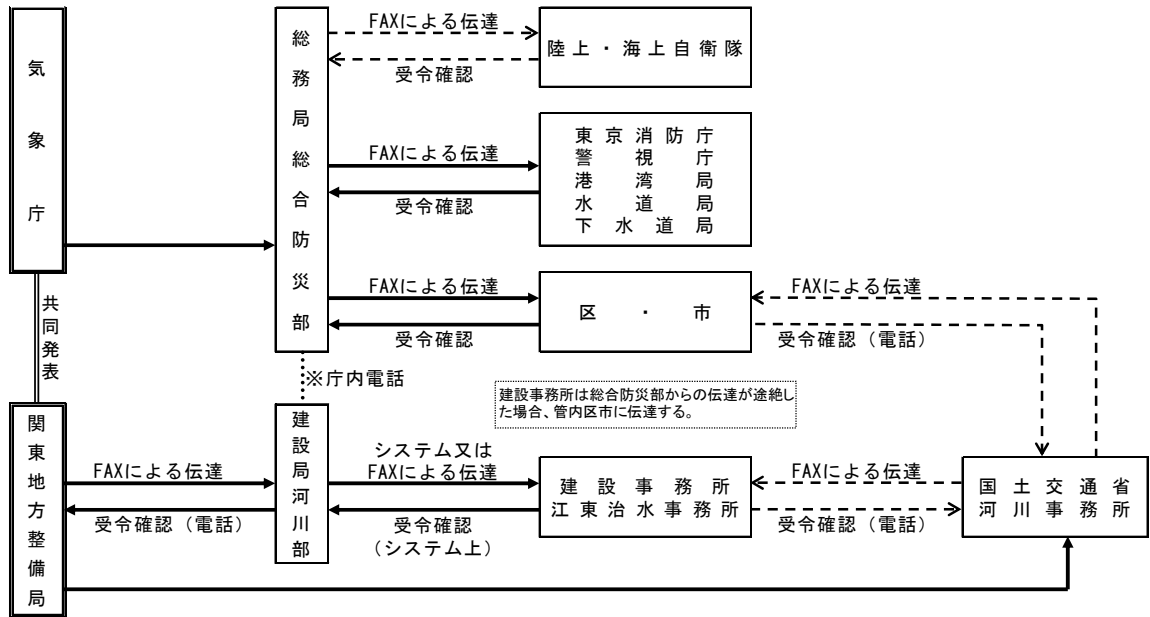 気象庁
共同発表
関東地方整備局
総務局総合防災部
※庁内電話
建設局河川部
FAXによる伝達
受令確認
陸上・海上自衛隊
FAXによる伝達
受令確認
東京消防庁
警視庁
港湾局
水道局
下水道局
FAXによる伝達
受令確認
区・市
FAXによる伝達
受令確認（電話）
建設事務所は総合防災部からの伝達が途絶し
た場合、管内区市に伝達する。
FAXによる伝達
受令確認（電話）
システム又は
FAXによる伝達
受令確認
（システム上）
建設事務所
江東治水事務所
FAXによる伝達
受令確認（電話）
国土交通省
河川事務所